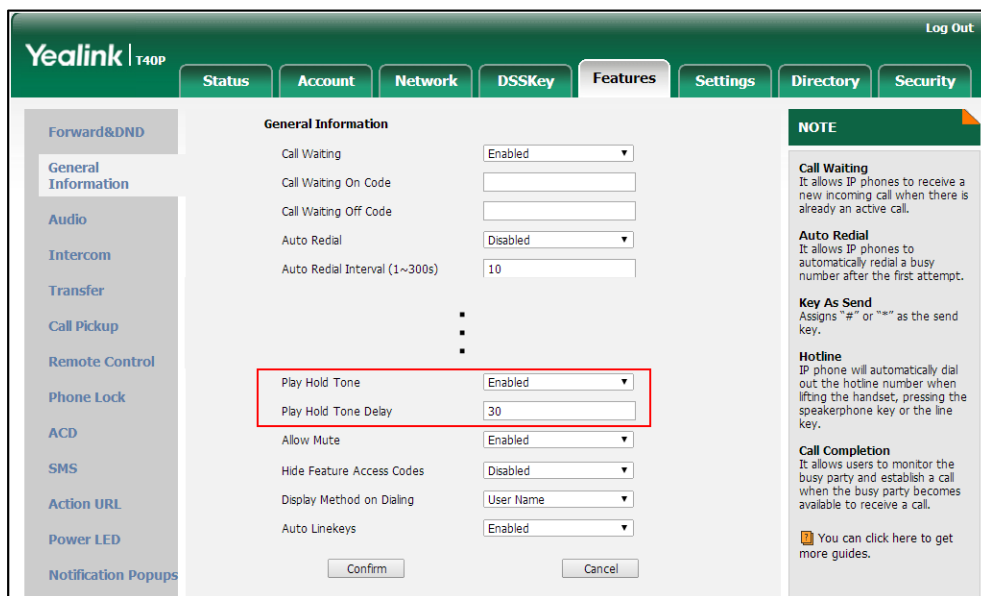 Log Out
Yealink | T40P
Status Account Network DSSKey Features Settings Directory Security
Forward&DND
General
Information
Audio
Intercom
Transfer
Call Pickup
Remote Control
Phone Lock
ACD
SMS
Action URL
Power LED
Notification Popups
General Information
Call Waiting Enabled
Call Waiting On Code
Call Waiting Off Code
Auto Redial Disabled
Auto Redial Interval (1~300s) 10
Play Hold Tone Enabled
Play Hold Tone Delay 30
Allow Mute Enabled
Hide Feature Access Codes Disabled
Display Method on Dialing User Name
Auto Linekeys Enabled
Confirm Cancel
NOTE
Call Waiting
It allows IP phones to receive a
new incoming call when there is
already an active call.
Auto Redial
It allows IP phones to
automatically redial a busy
number after the first attempt.
Key As Send
Assigns "#" or "*" as the send
key.
Hotline
IP phone will automatically dial
out the hotline number when
lifting the handset, pressing the
speakerphone key or the line
key.
Call Completion
It allows users to monitor the
busy party and establish a call
when the busy party becomes
available to receive a call.
You can click here to get
more guides.